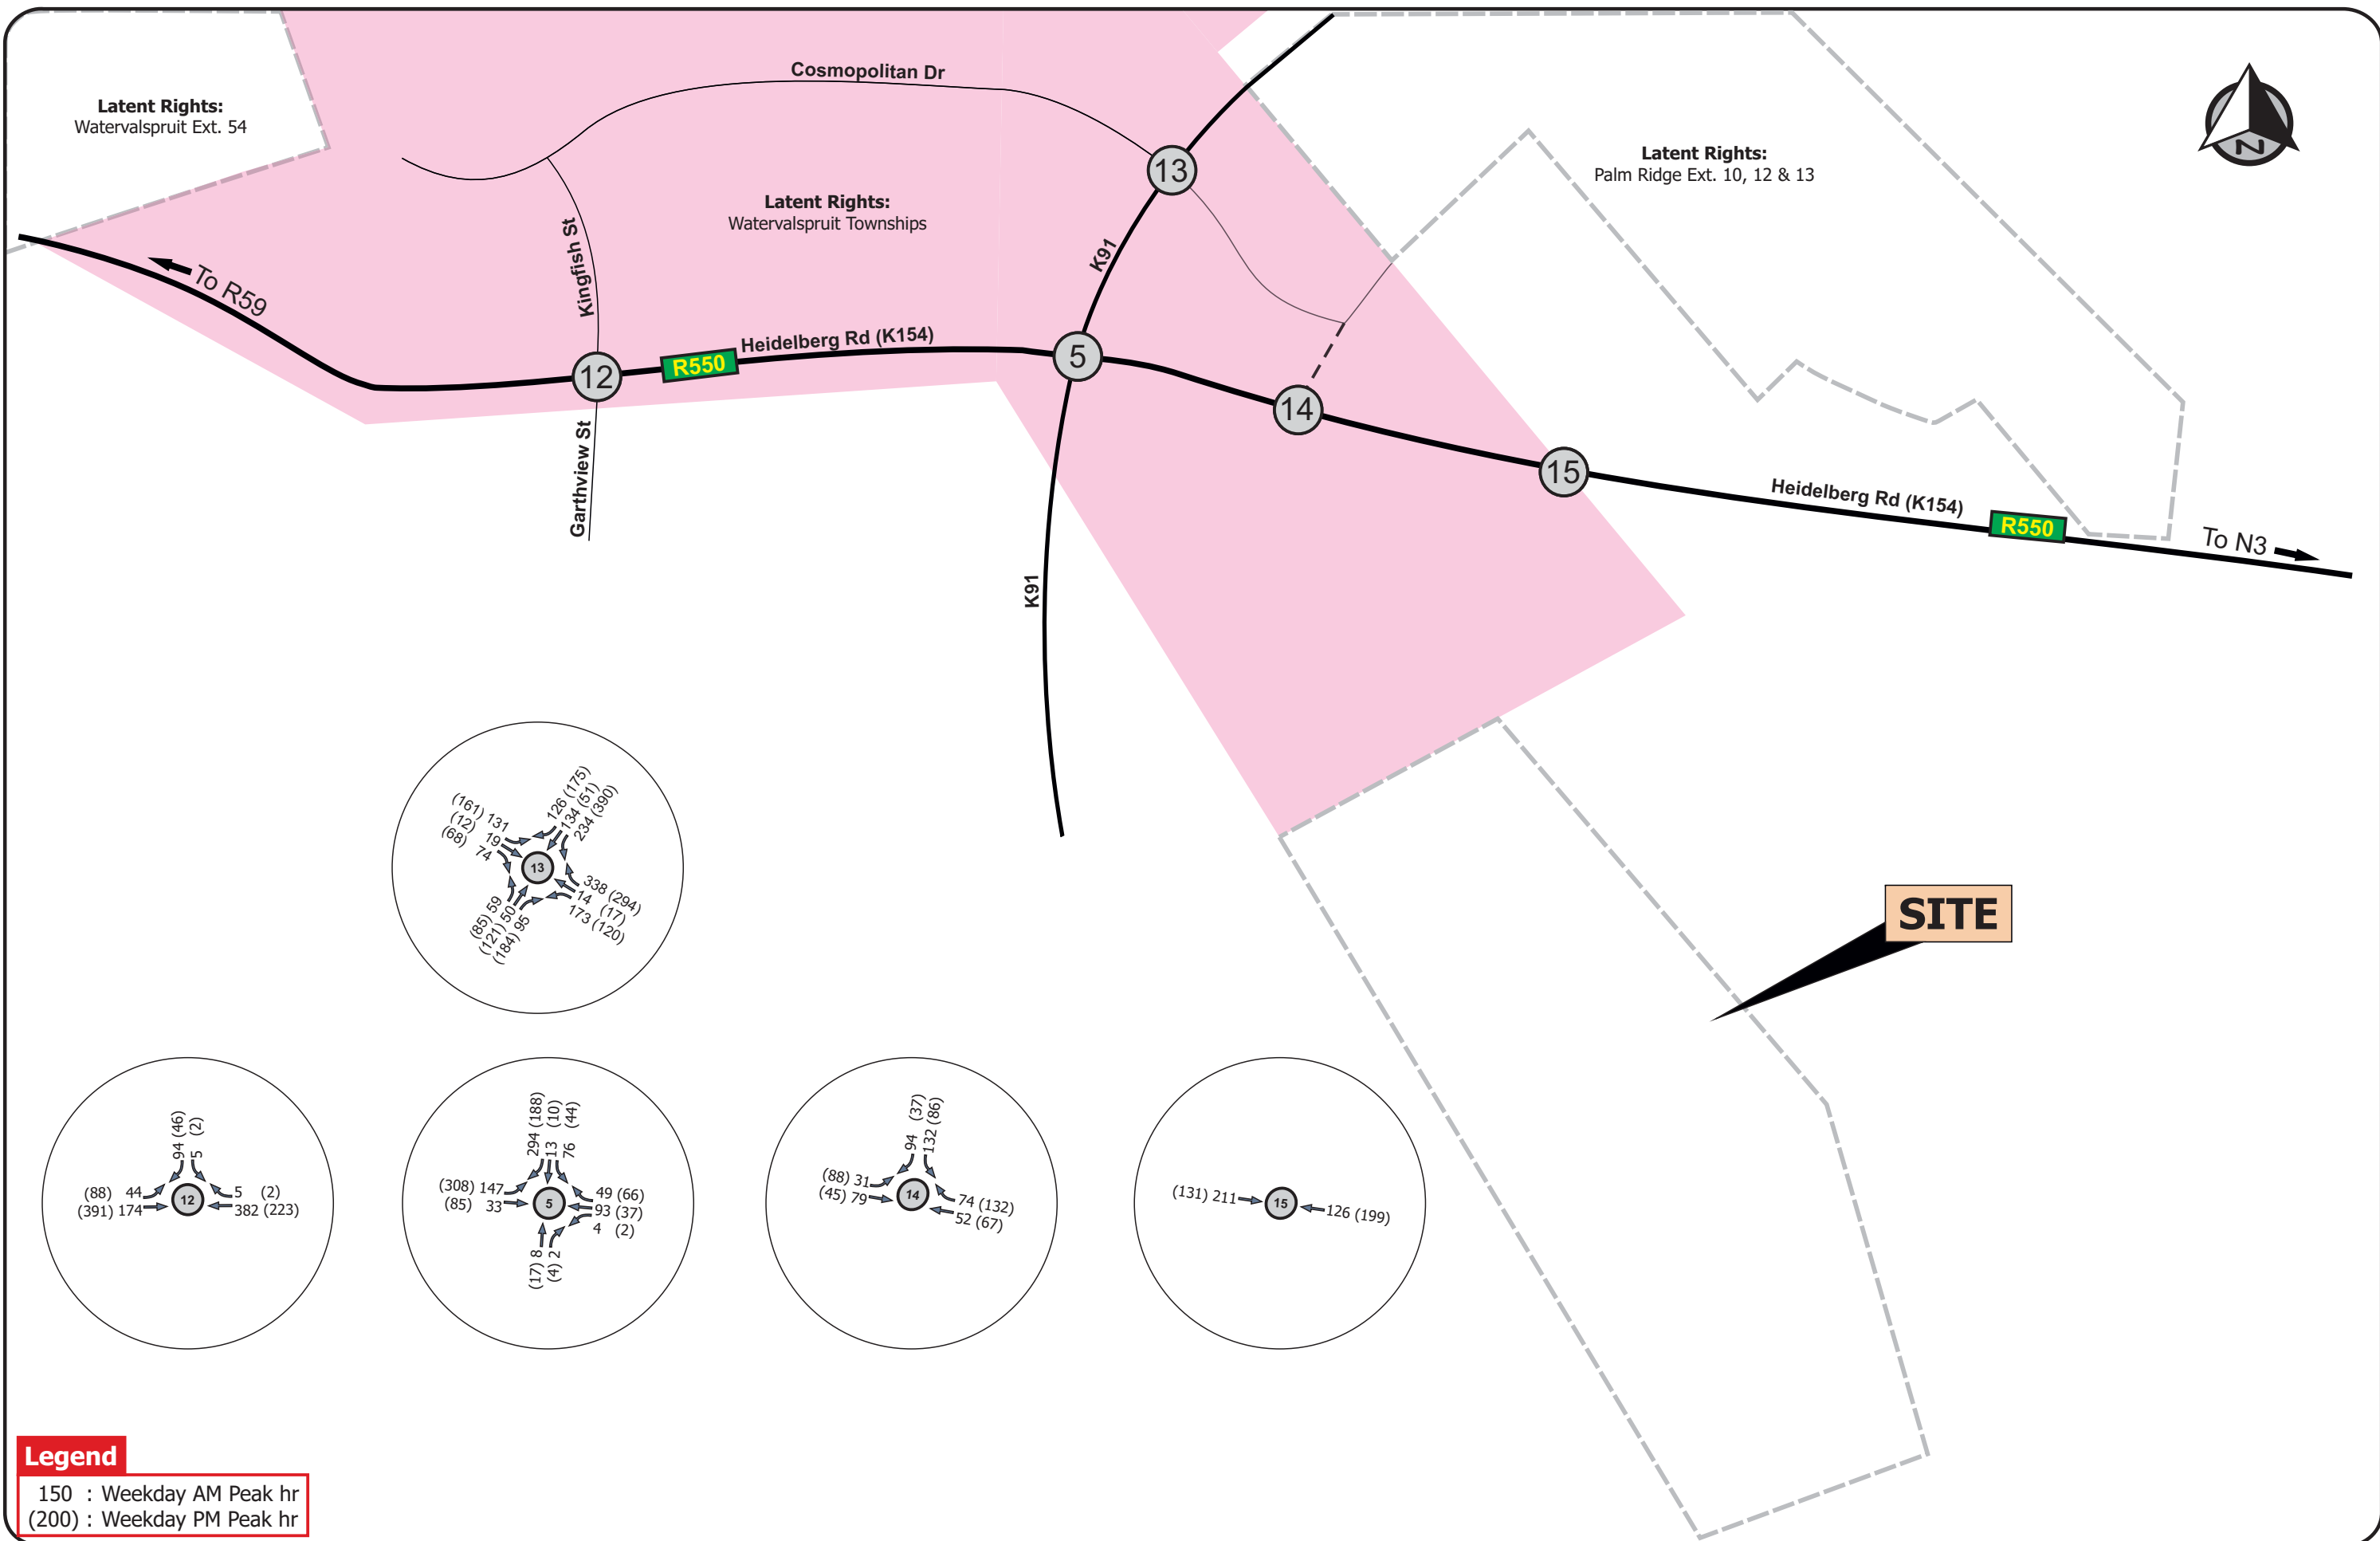 Cosmopolitan Dr
Latent Rights:
Watervalspruit Ext. 54
N
Latent Rights:
Palm Ridge Ext. 10, 12 & 13
13
Latent Rights:
Watervalspruit Townships
Kingfish St
K91
To R59
Heidelberg Rd (K154)
R550
12
5
14
15
Garthview St
Heidelberg Rd (K154)
R550
To N3
K91
SITE
126 (175)
134 (51)
234 (390)
(161) 131
(12) 19
(68) 74
13
338 (294)
14 (17)
173 (120)
(85) 59
(121) 50
(184) 95
94 (46)
5 (2)
(88) 44
(391) 174
12
5 (2)
382 (223)
294 (188)
13 (10)
76 (44)
(308) 147
(85) 33
5
49 (66)
93 (37)
4 (2)
(17) 8
(4) 2
94 (37)
132 (86)
(88) 31
(45) 79
14
74 (132)
52 (67)
(131) 211
15
126 (199)
Legend
150 : Weekday AM Peak hr
(200) : Weekday PM Peak hr